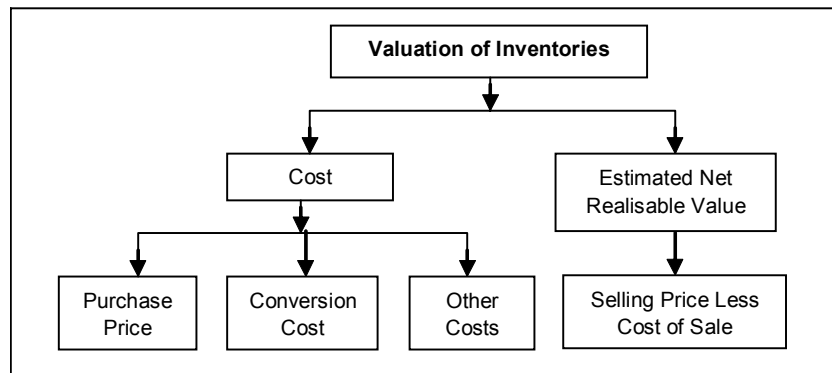 Valuation of Inventories
Cost
Estimated Net
Realisable Value
Purchase
Price
Conversion
Cost
Other
Costs
Selling Price Less
Cost of Sale